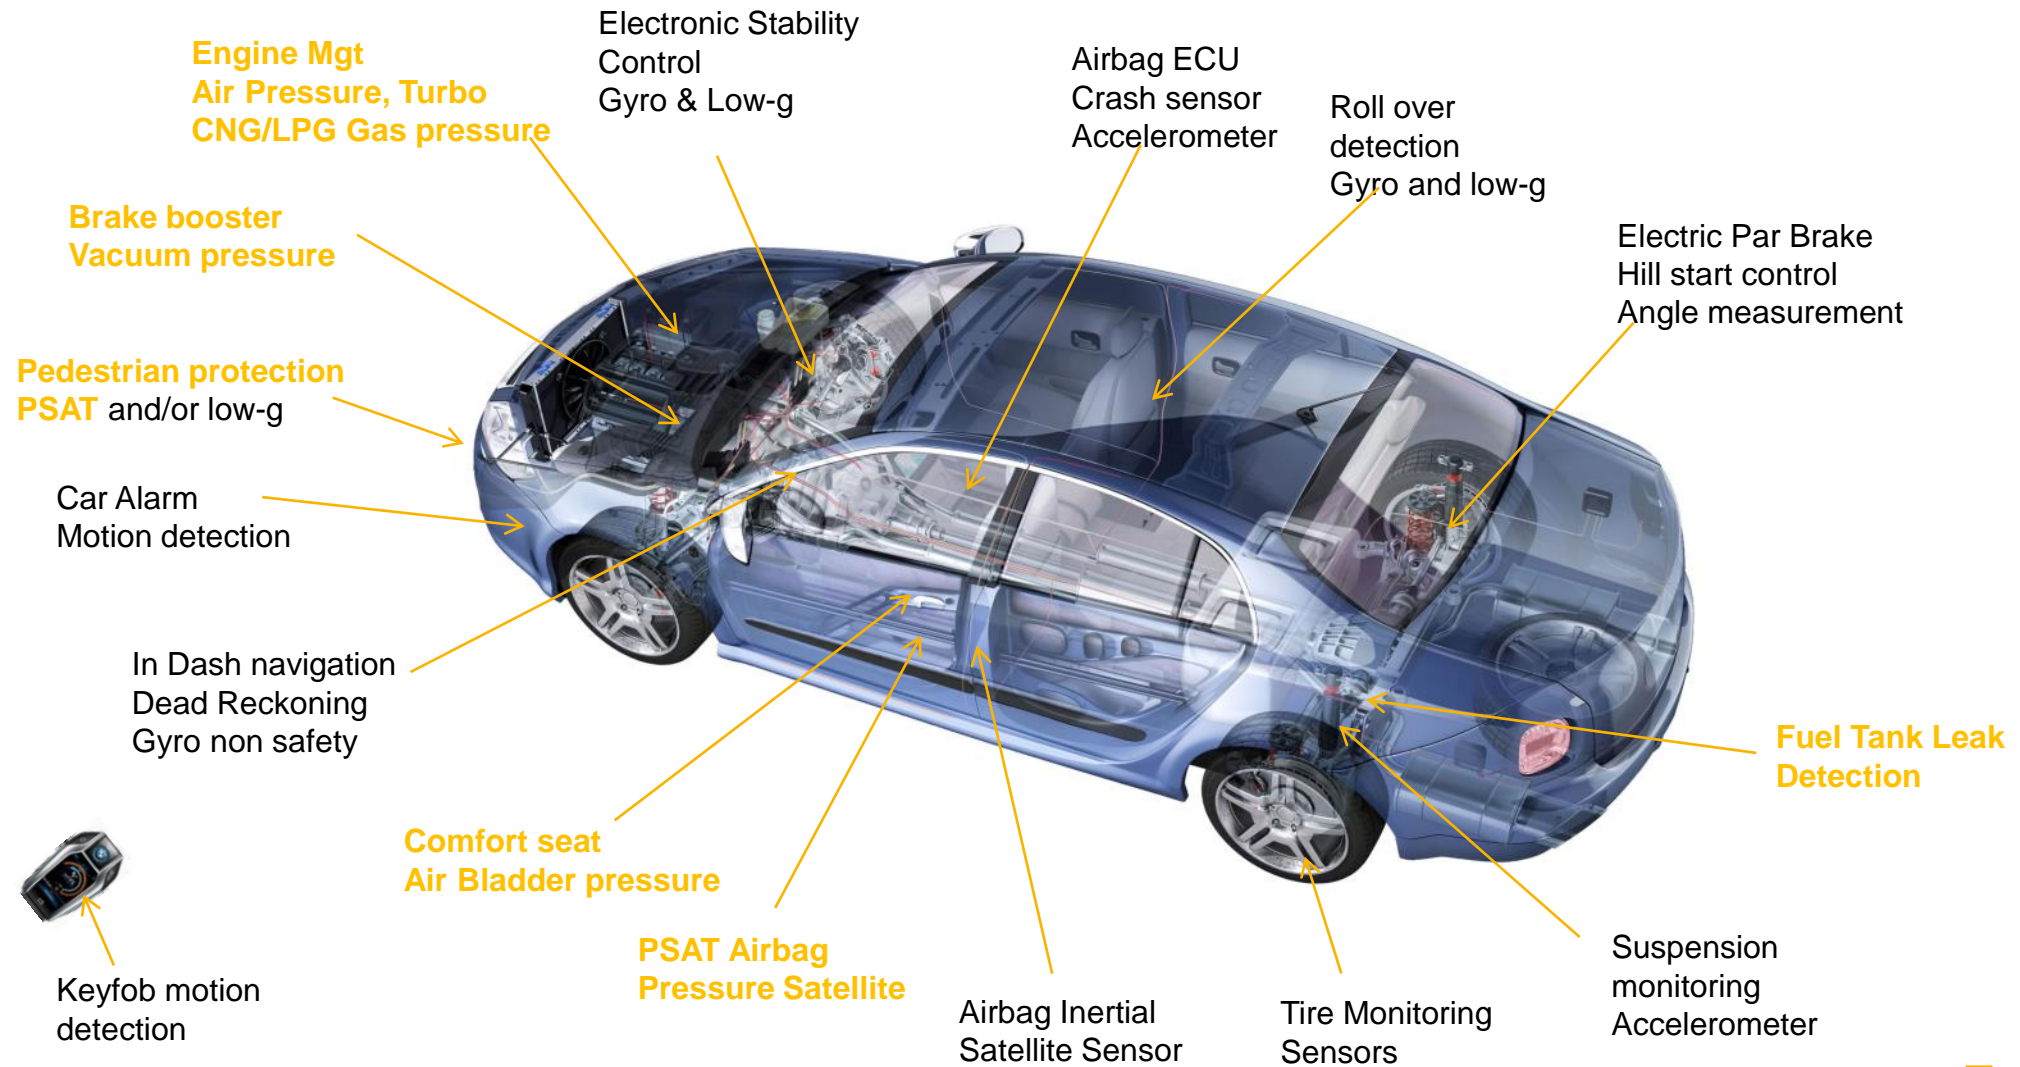 Electronic Stability
Control
Gyro & Low-g
Engine Mgt
Air Pressure, Turbo
CNG/LPG Gas pressure
Airbag ECU
Crash sensor
Accelerometer
Roll over
detection
Gyro and low-g
Brake booster
Vacuum pressure
Electric Par Brake
Hill start control
Angle measurement
Pedestrian protection
PSAT and/or low-g
Car Alarm
Motion detection
In Dash navigation
Dead Reckoning
Gyro non safety
Fuel Tank Leak
Detection
Comfort seat
Air Bladder pressure
PSAT Airbag
Pressure Satellite
Suspension
monitoring
Accelerometer
Keyfob motion
detection
Airbag Inertial
Satellite Sensor
Tire Monitoring
Sensors